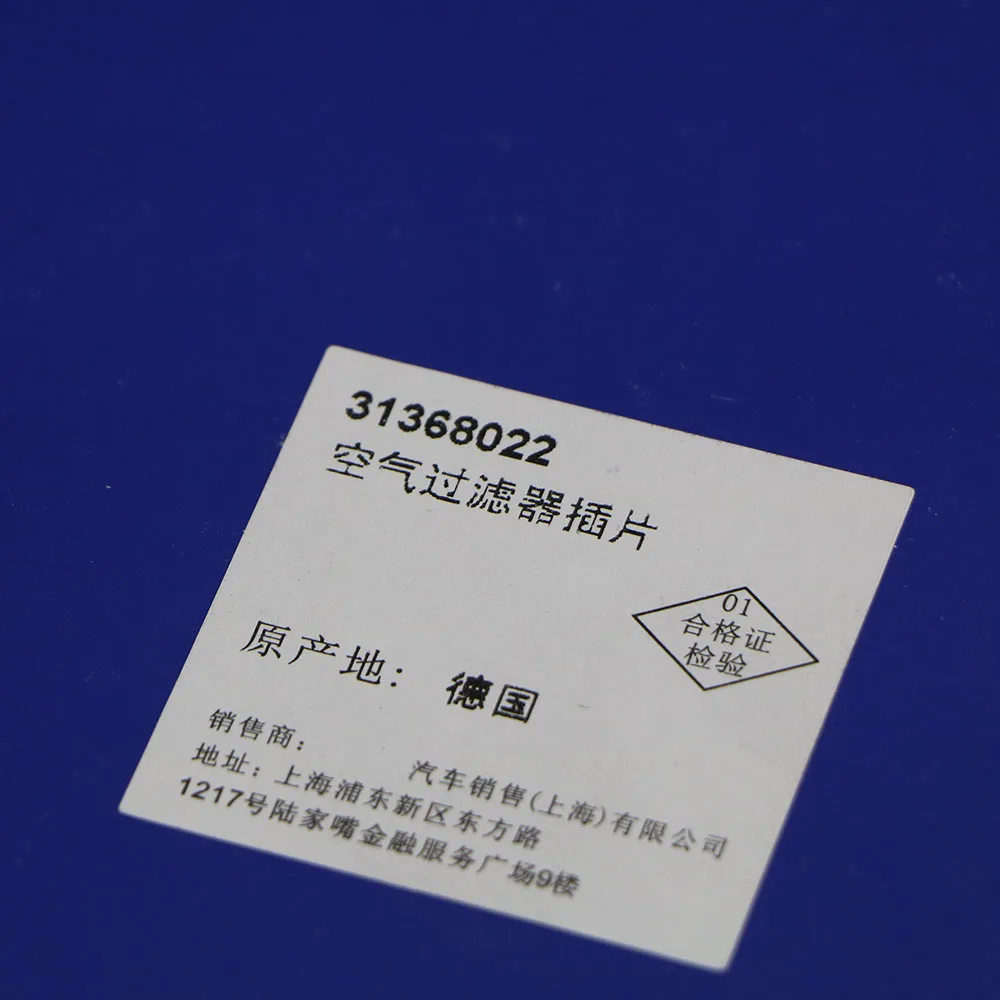 31368022
空气过滤器插片
01
合格证
检验
原产地： 德国
销售商： 汽车销售(上海)有限公司
地址：上海浦东新区东方路
1217号陆家嘴金融服务广场9楼